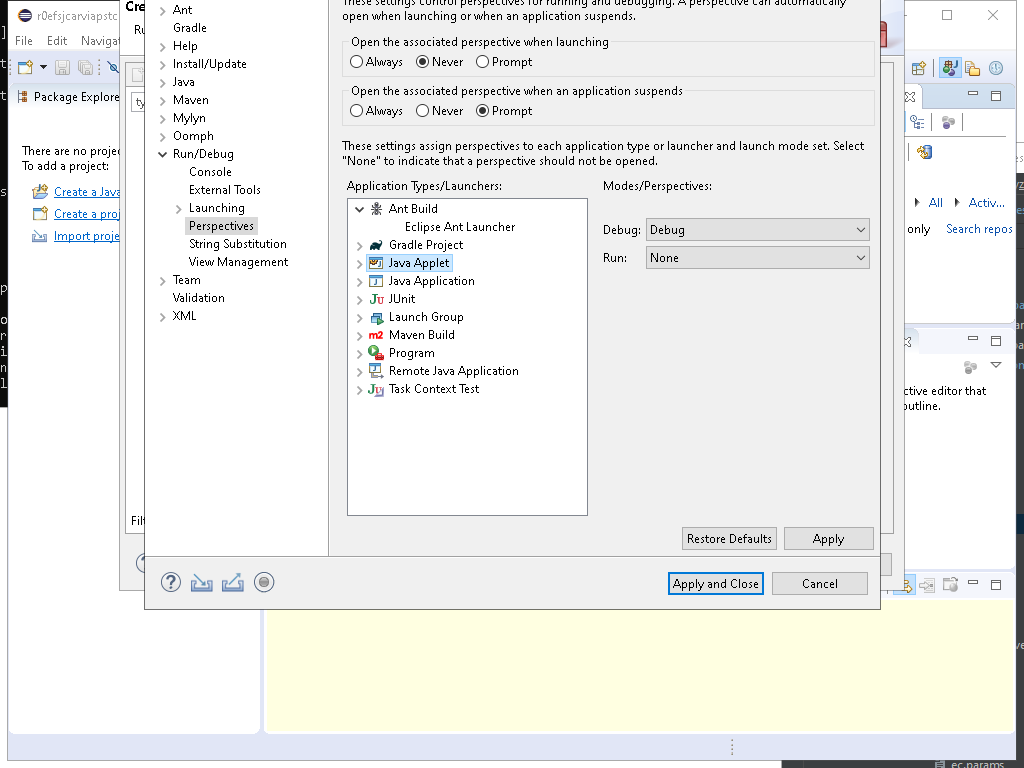 r0efsjcarviapstc
File Edit Navigat
Package Explore
There are no projec
To add a project:
Create a Java
Create a proj
Import proje
Cre
Ru
ty
Filt
Ant
Gradle
Help
Install/Update
Java
Maven
Mylyn
Oomph
Run/Debug
Console
External Tools
Launching
Perspectives
String Substitution
View Management
Team
Validation
XML
These settings control perspectives for running and debugging. A perspective can automatically
open when launching or when an application suspends.
Open the associated perspective when launching
Always Never Prompt
Open the associated perspective when an application suspends
Always Never Prompt
These settings assign perspectives to each application type or launcher and launch mode set. Select
"None" to indicate that a perspective should not be opened.
Application Types/Launchers:
Ant Build
Eclipse Ant Launcher
Gradle Project
Java Applet
Java Application
JUnit
Launch Group
Maven Build
Program
Remote Java Application
Task Context Test
Modes/Perspectives:
Debug: Debug
Run: None
Restore Defaults Apply
Apply and Close Cancel
All Activ...
only Search repos
ctive editor that
outline.
ec.params